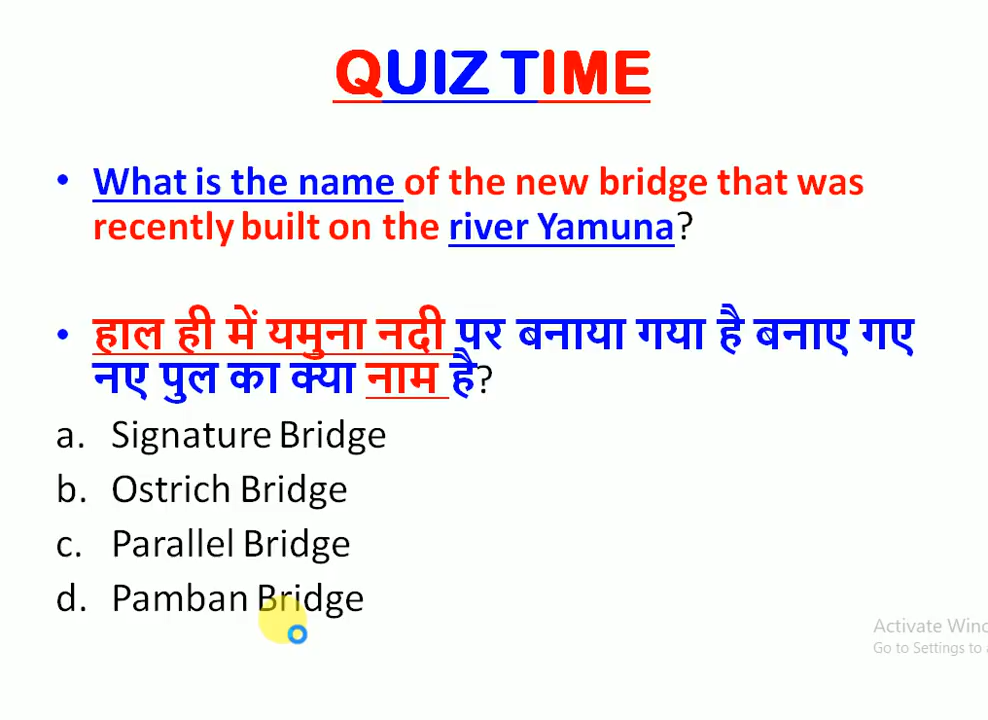 QUIZ TIME
• What is the name of the new bridge that was
recently built on the river Yamuna?
• हाल ही में यमुना नदी पर बनाया गया है बनाए गए
नए पुल का क्या नाम है?
a. Signature Bridge
b. Ostrich Bridge
c. Parallel Bridge
d. Pamban Bridge
Activate Winc
Go to Settings to